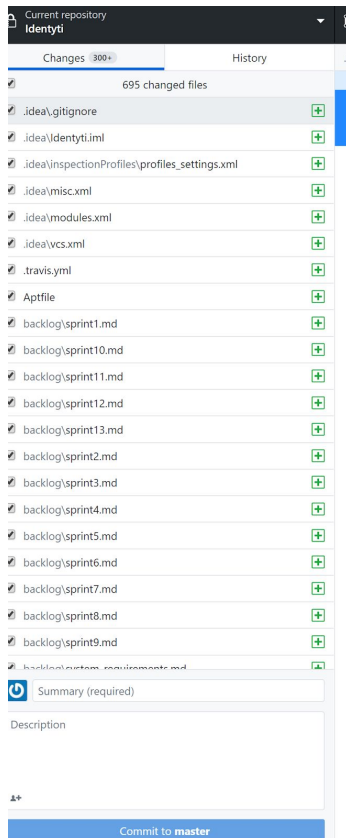 Current repository
Identyti
Changes 300+ History
695 changed files
.idea\.gitignore
.idea\Identyti.iml
.idea\inspectionProfiles\profiles_settings.xml
.idea\misc.xml
.idea\modules.xml
.idea\vcs.xml
.travis.yml
Aptfile
backlog\sprint1.md
backlog\sprint10.md
backlog\sprint11.md
backlog\sprint12.md
backlog\sprint13.md
backlog\sprint2.md
backlog\sprint3.md
backlog\sprint4.md
backlog\sprint5.md
backlog\sprint6.md
backlog\sprint7.md
backlog\sprint8.md
backlog\sprint9.md
backlog\system_requirements.md
Summary (required)
Description
Commit to master